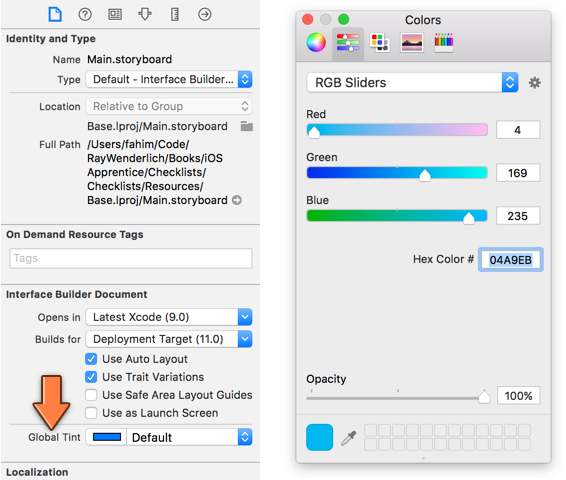 Identity and Type
Name Main.storyboard
Type Default - Interface Builder...
Location Relative to Group
Base.lproj/Main.storyboard
Full Path /Users/fahim/Code/
RayWenderlich/Books/iOS
Apprentice/Checklists/
Checklists/Resources/
Base.lproj/Main.storyboard
On Demand Resource Tags
Tags
Interface Builder Document
Opens in Latest Xcode (9.0)
Builds for Deployment Target (11.0)
Use Auto Layout
Use Trait Variations
Use Safe Area Layout Guides
Use as Launch Screen
Global Tint Default
Localization
Colors
RGB Sliders
Red
4
Green
169
Blue
235
Hex Color # 04A9EB
Opacity
100%